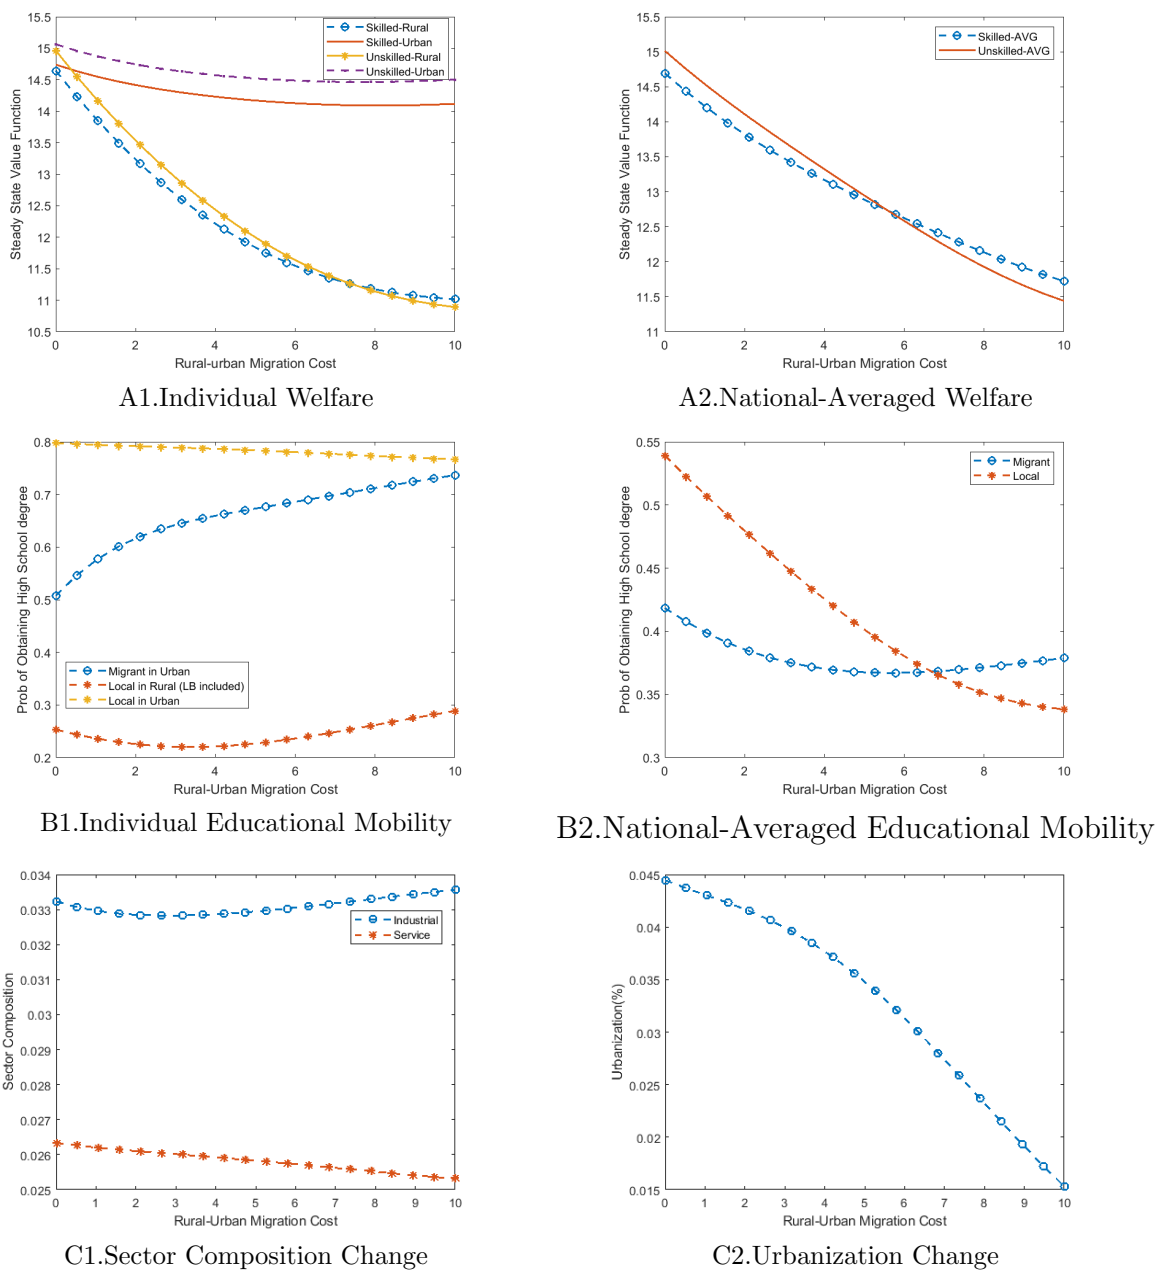 15.5
15
14.5
14
13.5
13
12.5
12
11.5
11
10.5
0 2 4 6 8 10
Steady State Value Function
Rural-urban Migration Cost
Skilled-Rural
Skilled-Urban
Unskilled-Rural
Unskilled-Urban
A1.Individual Welfare
15.5
15
14.5
14
13.5
13
12.5
12
11.5
11
0 2 4 6 8 10
Steady State Value Function
Rural-Urban Migration Cost
Skilled-AVG
Unskilled-AVG
A2.National-Averaged Welfare
0.8
0.7
0.6
0.5
0.4
0.3
0.2
0 2 4 6 8 10
Prob of Obtaining High School degree
Rural-Urban Migration Cost
Migrant in Urban
Local in Rural (LB included)
Local in Urban
B1.Individual Educational Mobility
0.55
0.5
0.45
0.4
0.35
0.3
0 2 4 6 8 10
Prob of Obtaining High School degree
Rural-Urban Migration Cost
Migrant
Local
B2.National-Averaged Educational Mobility
0.034
0.033
0.032
0.031
0.03
0.029
0.028
0.027
0.026
0.025
0 1 2 3 4 5 6 7 8 9 10
Sector Composition
Rural-Urban Migration Cost
Industrial
Service
C1.Sector Composition Change
0.045
0.04
0.035
0.03
0.025
0.02
0.015
0 1 2 3 4 5 6 7 8 9 10
Urbanization(%)
Rural-Urban Migration Cost
C2.Urbanization Change